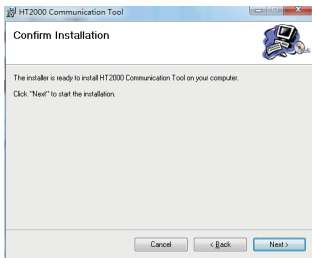 HT2000 Communication Tool
Confirm Installation
The installer is ready to install HT2000 Communication Tool on your computer.
Click "Next" to start the installation.
Cancel
< Back
Next >